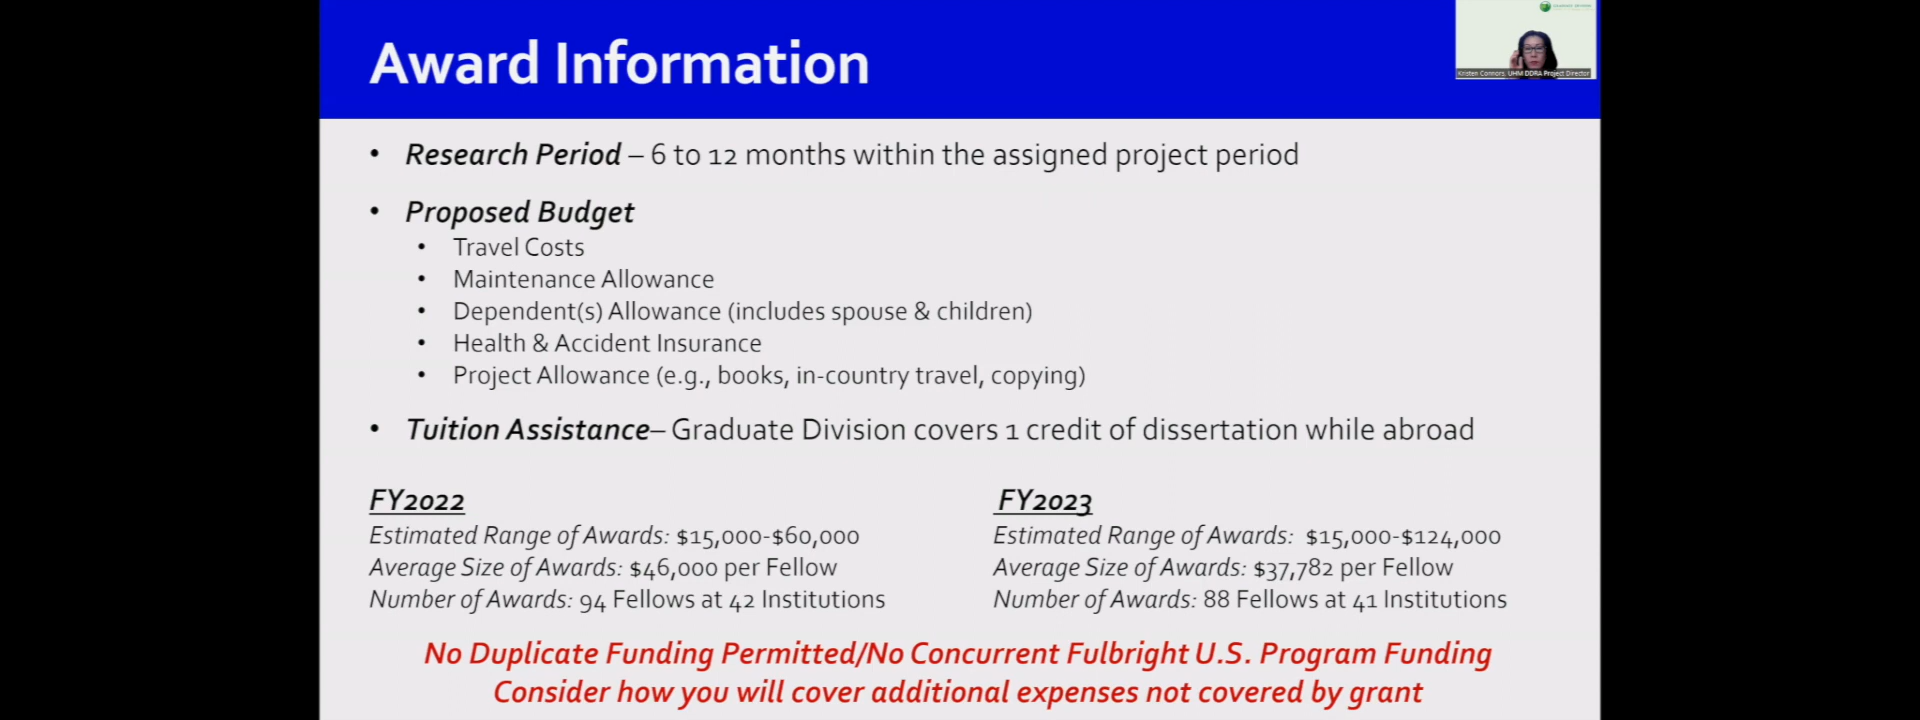 Award Information
Kristen Connors, UHM DDRA Project Director
• Research Period – 6 to 12 months within the assigned project period
• Proposed Budget
• Travel Costs
• Maintenance Allowance
• Dependent(s) Allowance (includes spouse & children)
• Health & Accident Insurance
• Project Allowance (e.g., books, in-country travel, copying)
• Tuition Assistance– Graduate Division covers 1 credit of dissertation while abroad
FY2022
Estimated Range of Awards: $15,000-$60,000
Average Size of Awards: $46,000 per Fellow
Number of Awards: 94 Fellows at 42 Institutions
FY2023
Estimated Range of Awards: $15,000-$124,000
Average Size of Awards: $37,782 per Fellow
Number of Awards: 88 Fellows at 41 Institutions
No Duplicate Funding Permitted/No Concurrent Fulbright U.S. Program Funding
Consider how you will cover additional expenses not covered by grant